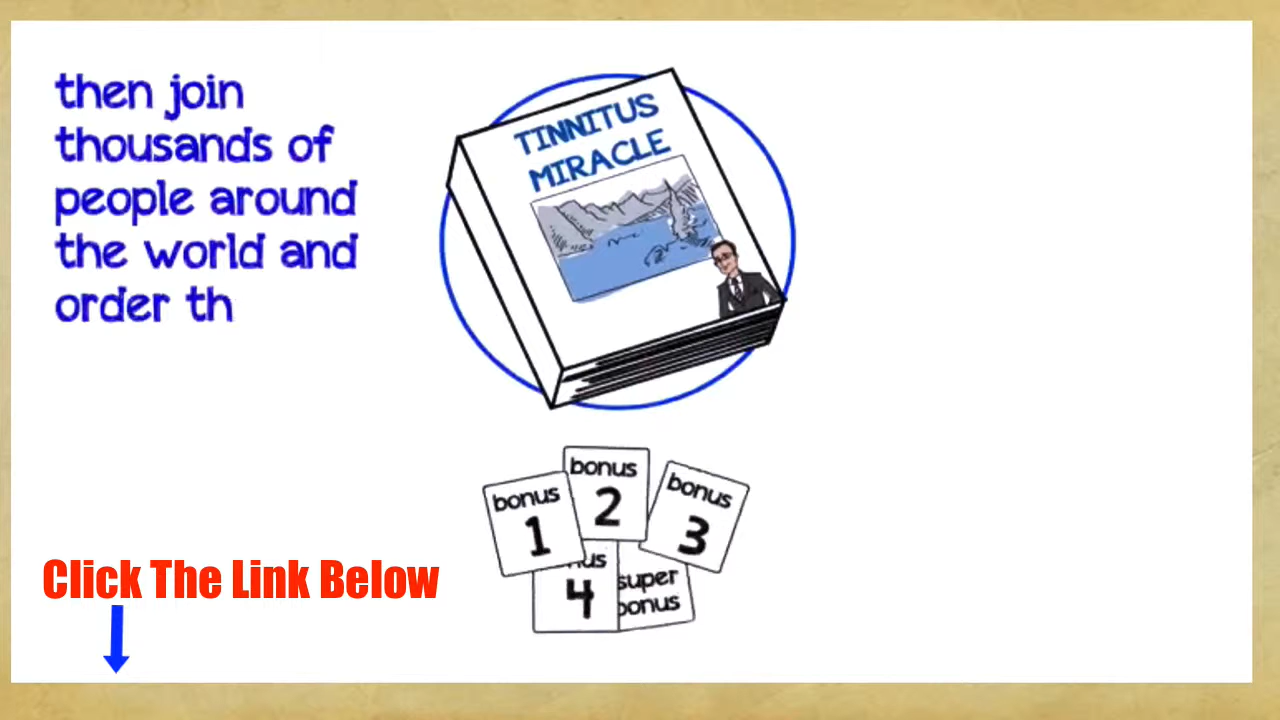 then join
thousands of
people around
the world and
order th
TINNITUS
MIRACLE
bonus
1
bonus
2
bonus
3
nus
4
super
bonus
Click The Link Below